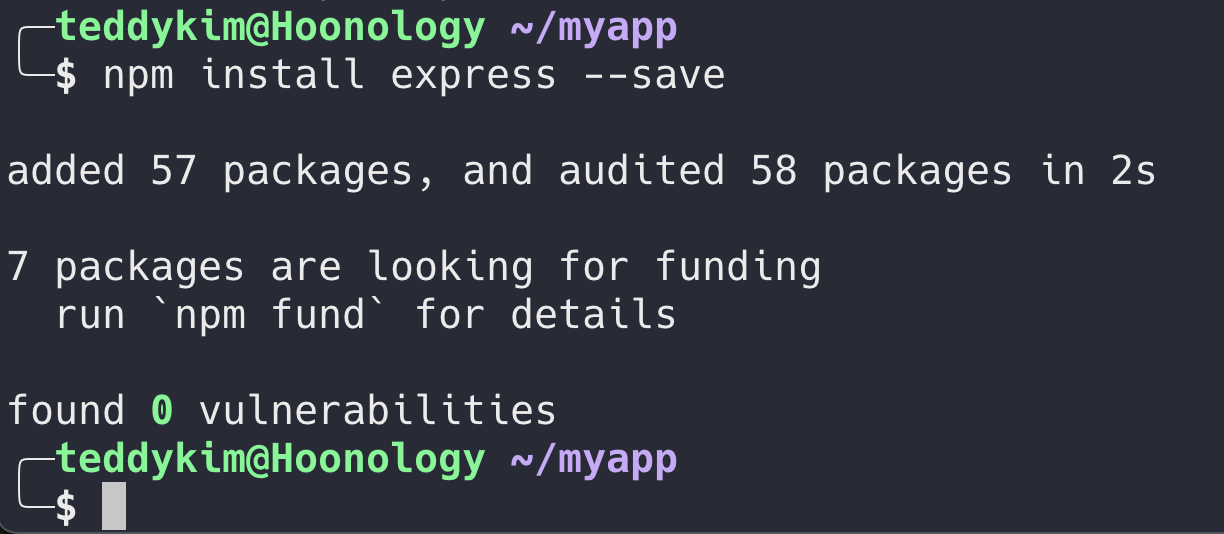 teddykim@Hoonology ~/myapp
$ npm install express --save
added 57 packages, and audited 58 packages in 2s
7 packages are looking for funding
  run `npm fund` for details
found 0 vulnerabilities
teddykim@Hoonology ~/myapp
$